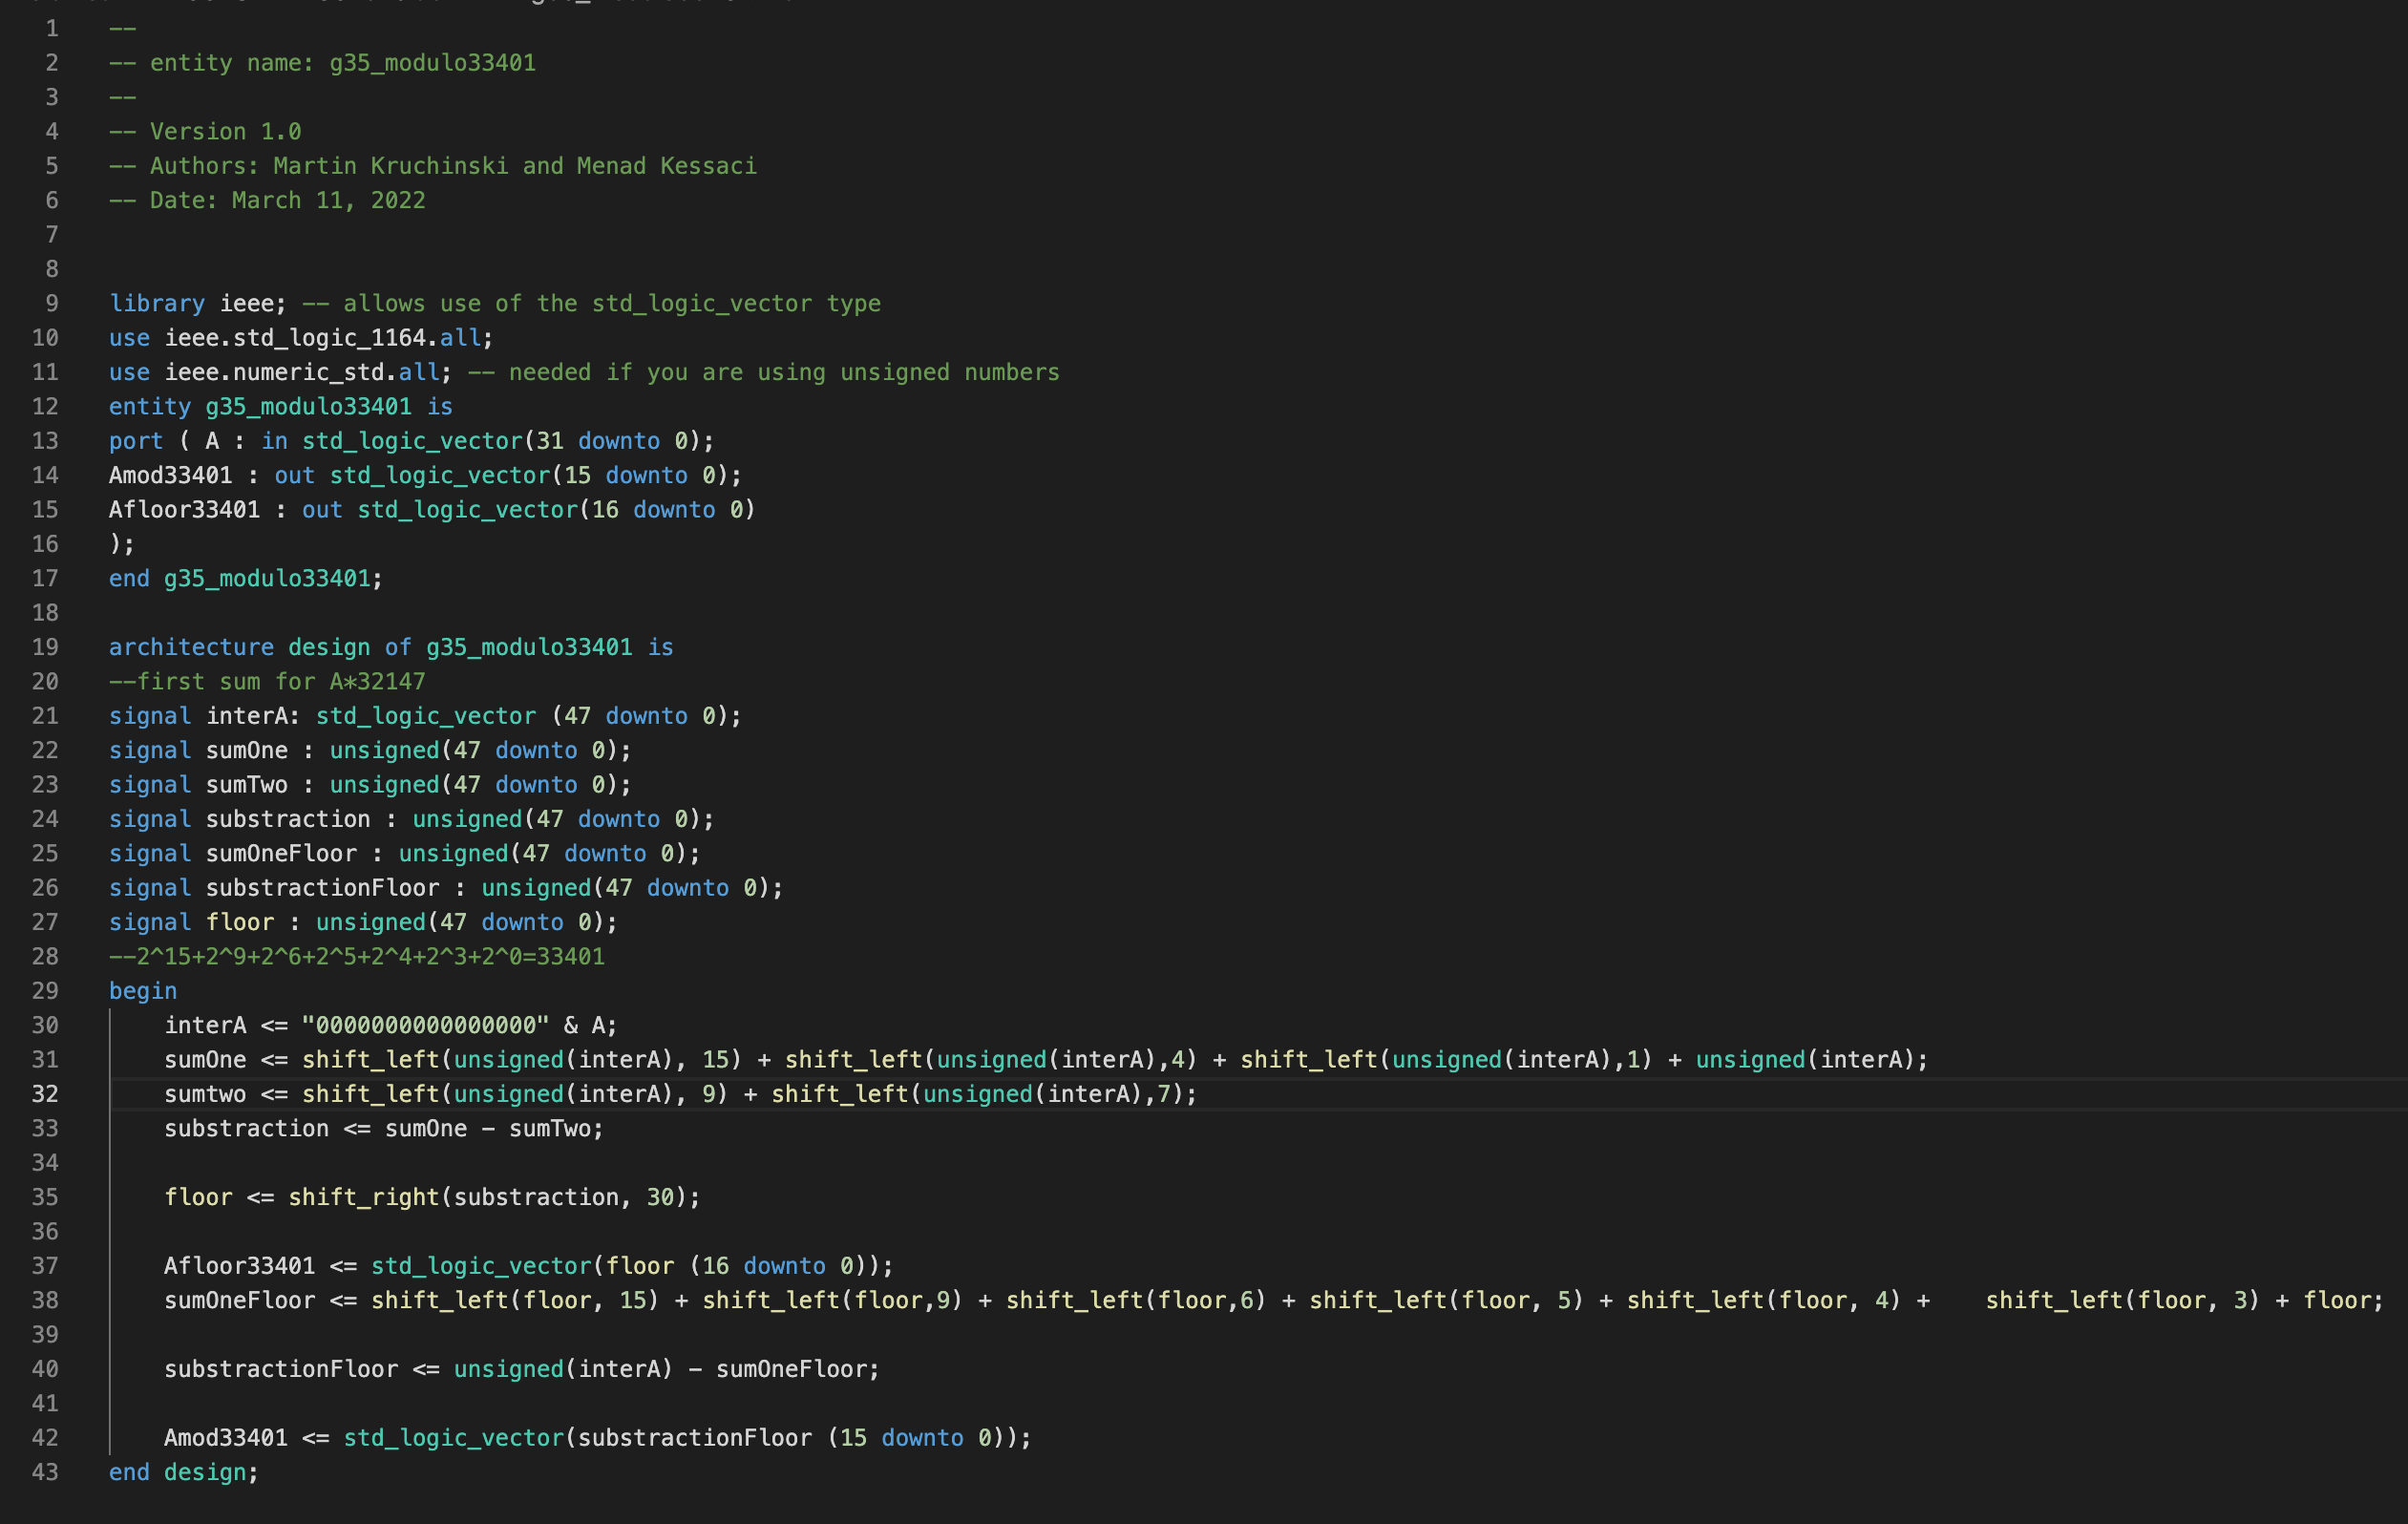 1 --
2 -- entity name: g35_modulo33401
3 --
4 -- Version 1.0
5 -- Authors: Martin Kruchinski and Menad Kessaci
6 -- Date: March 11, 2022
7
8
9 library ieee; -- allows use of the std_logic_vector type
10 use ieee.std_logic_1164.all;
11 use ieee.numeric_std.all; -- needed if you are using unsigned numbers
12 entity g35_modulo33401 is
13 port ( A : in std_logic_vector(31 downto 0);
14 Amod33401 : out std_logic_vector(15 downto 0);
15 Afloor33401 : out std_logic_vector(16 downto 0)
16 );
17 end g35_modulo33401;
18
19 architecture design of g35_modulo33401 is
20 --first sum for A*32147
21 signal interA: std_logic_vector (47 downto 0);
22 signal sumOne : unsigned(47 downto 0);
23 signal sumTwo : unsigned(47 downto 0);
24 signal substraction : unsigned(47 downto 0);
25 signal sumOneFloor : unsigned(47 downto 0);
26 signal substractionFloor : unsigned(47 downto 0);
27 signal floor : unsigned(47 downto 0);
28 --2^15+2^9+2^6+2^5+2^4+2^3+2^0=33401
29 begin
30 interA <= "0000000000000000" & A;
31 sumOne <= shift_left(unsigned(interA), 15) + shift_left(unsigned(interA),4) + shift_left(unsigned(interA),1) + unsigned(interA);
32 sumtwo <= shift_left(unsigned(interA), 9) + shift_left(unsigned(interA),7);
33 substraction <= sumOne - sumTwo;
34
35 floor <= shift_right(substraction, 30);
36
37 Afloor33401 <= std_logic_vector(floor (16 downto 0));
38 sumOneFloor <= shift_left(floor, 15) + shift_left(floor,9) + shift_left(floor,6) + shift_left(floor, 5) + shift_left(floor, 4) +    shift_left(floor, 3) + floor;
39
40 substractionFloor <= unsigned(interA) - sumOneFloor;
41
42 Amod33401 <= std_logic_vector(substractionFloor (15 downto 0));
43 end design;